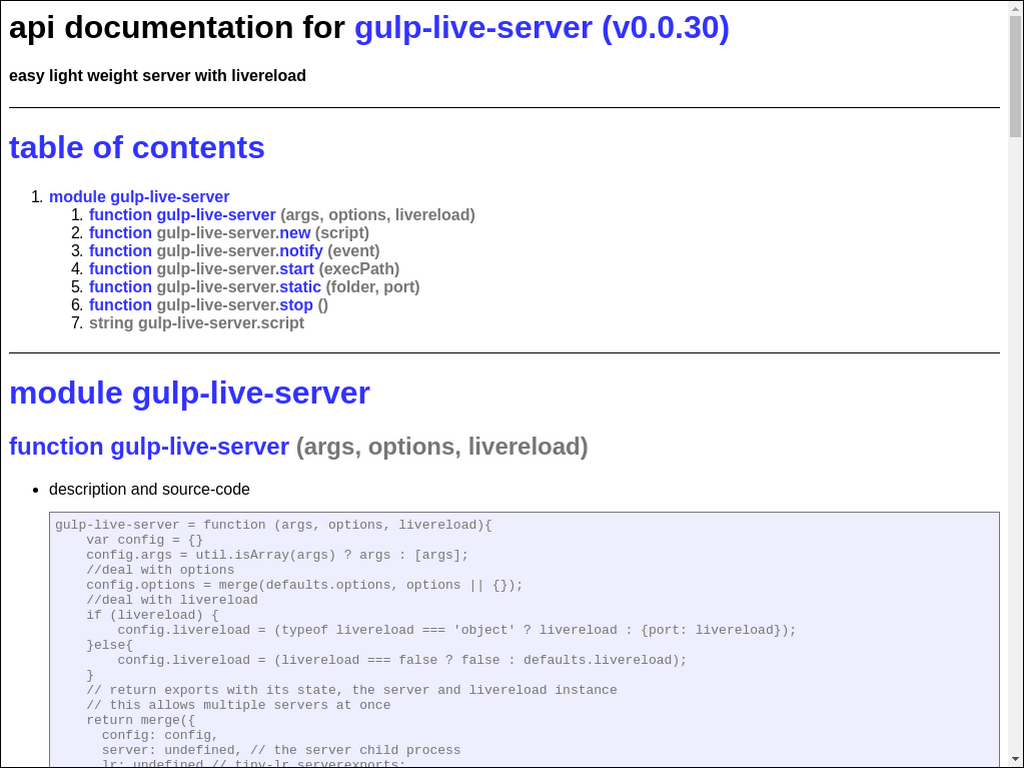 api documentation for gulp-live-server (v0.0.30)
easy light weight server with livereload
table of contents
1. module gulp-live-server
1. function gulp-live-server (args, options, livereload)
2. function gulp-live-server.new (script)
3. function gulp-live-server.notify (event)
4. function gulp-live-server.start (execPath)
5. function gulp-live-server.static (folder, port)
6. function gulp-live-server.stop ()
7. string gulp-live-server.script
module gulp-live-server
function gulp-live-server (args, options, livereload)
• description and source-code
gulp-live-server = function (args, options, livereload){
    var config = {}
    config.args = util.isArray(args) ? args : [args];
    //deal with options
    config.options = merge(defaults.options, options || {});
    //deal with livereload
    if (livereload) {
        config.livereload = (typeof livereload === 'object' ? livereload : {port: livereload});
    }else{
        config.livereload = (livereload === false ? false : defaults.livereload);
    }
    // return exports with its state, the server and livereload instance
    // this allows multiple servers at once
    return merge({
      config: config,
      server: undefined, // the server child process
      lr: undefined // tiny-lr serverexports;